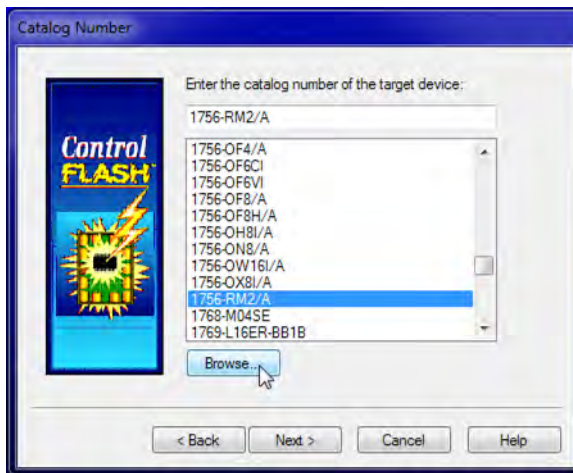 Catalog Number
Enter the catalog number of the target device:
1756-RM2/A
Control
FLASH™
1756-OF4/A
1756-OF6CI
1756-OF6VI
1756-OF8/A
1756-OF8H/A
1756-OH8I/A
1756-ON8/A
1756-OW16I/A
1756-OX8I/A
1756-RM2/A
1768-M04SE
1769-L16ER-BB1B
Browse...
< Back
Next >
Cancel
Help